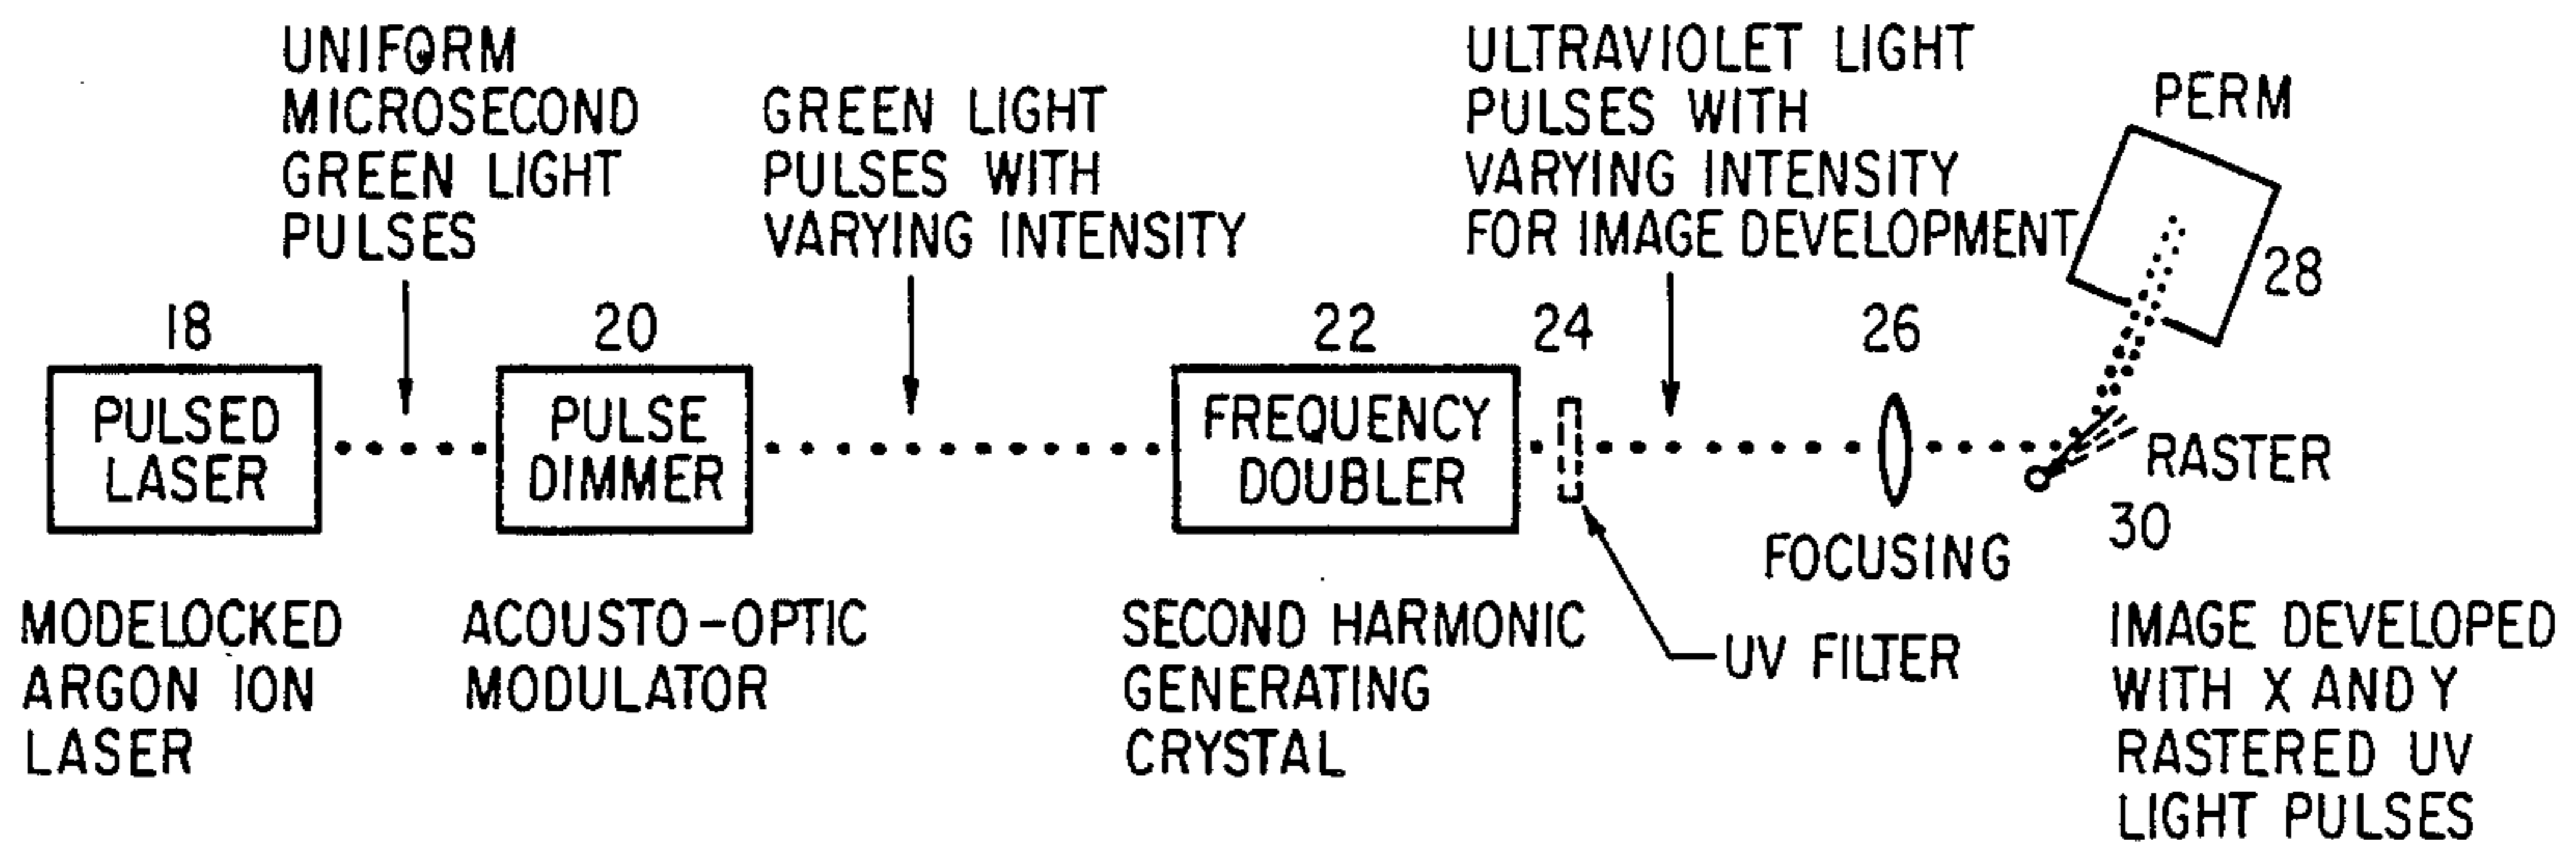 UNIFORM
MICROSECOND
GREEN LIGHT
PULSES
GREEN LIGHT
PULSES WITH
VARYING INTENSITY
ULTRAVIOLET LIGHT
PULSES WITH
VARYING INTENSITY
FOR IMAGE DEVELOPMENT
PERM
28
18
20
22
24
26
PULSED
LASER
PULSE
DIMMER
FREQUENCY
DOUBLER
RASTER
30
FOCUSING
UV FILTER
MODELOCKED
ARGON ION
LASER
ACOUSTO-OPTIC
MODULATOR
SECOND HARMONIC
GENERATING
CRYSTAL
IMAGE DEVELOPED
WITH X AND Y
RASTERED UV
LIGHT PULSES